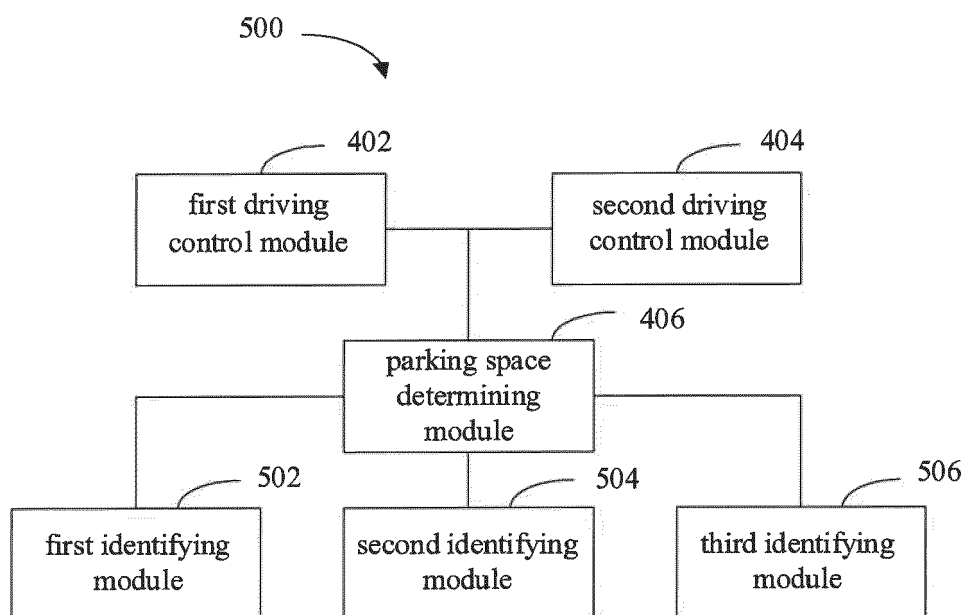 500
402
404
first driving
control module
second driving
control module
406
parking space
determining
module
502
504
506
first identifying
module
second identifying
module
third identifying
module